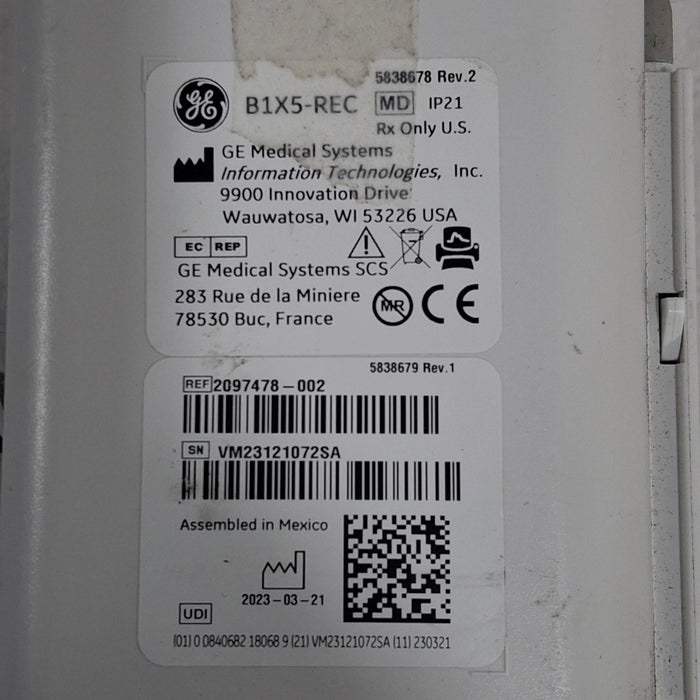 5838678 Rev.2
GE B1X5-REC MD IP21
Rx Only U.S.
GE Medical Systems
Information Technologies, Inc.
9900 Innovation Drive
Wauwatosa, WI 53226 USA
EC REP
GE Medical Systems SCS
283 Rue de la Miniere
78530 Buc, France
MR CE
5838679 Rev.1
REF 2097478-002
SN VM23121072SA
Assembled in Mexico
2023-03-21
UDI
(01) 0 0840682 18068 9 (21) VM23121072SA (11) 230321